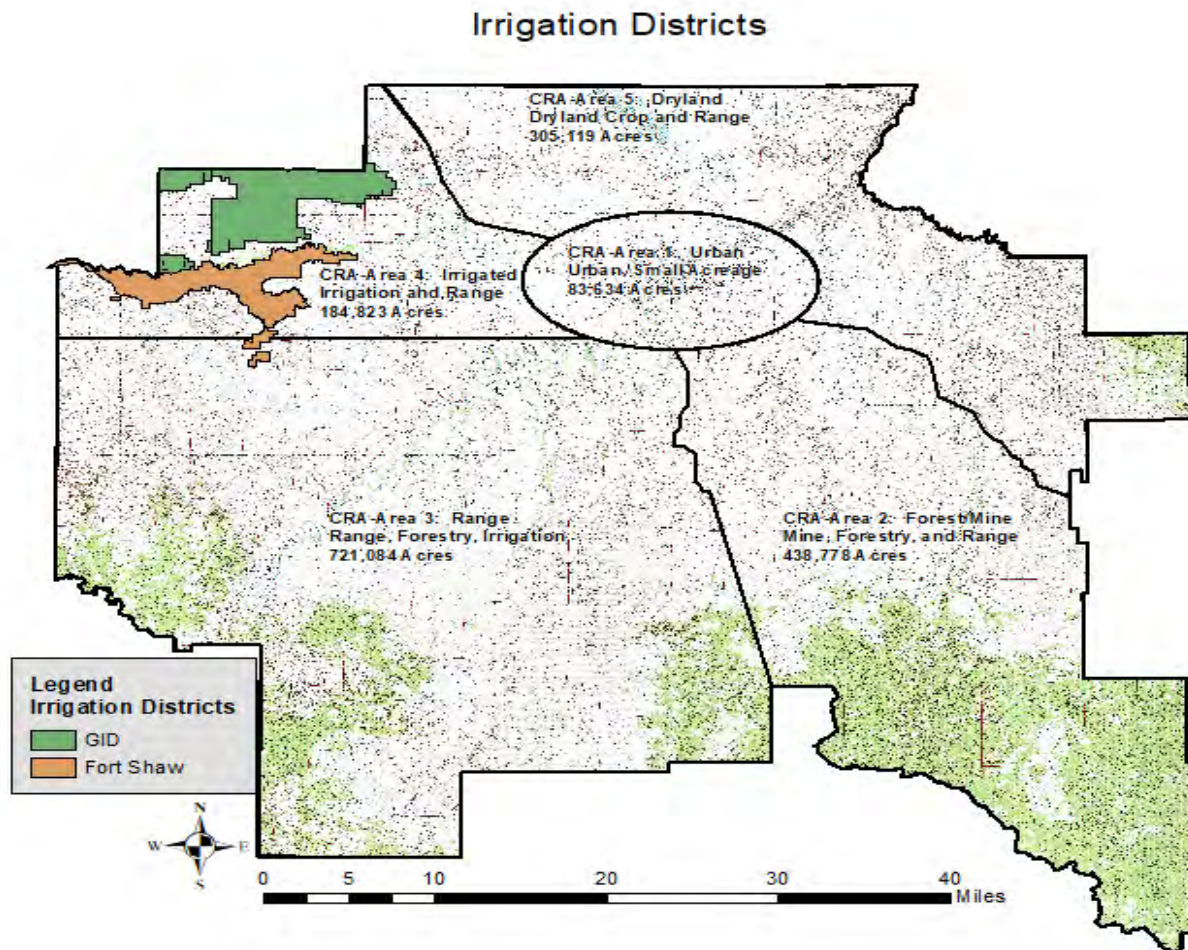 Irrigation Districts
CRA-Area 5: Dryland
Dryland Crop and Range
305,119 Acres
CRA-Area 1: Urban
Urban/Small Acreage
83,634 Acres
CRA-Area 4: Irrigated
Irrigation and Range
184,823 Acres
CRA-Area 3: Range
Range, Forestry, Irrigation
721,084 Acres
CRA-Area 2: Forest/Mine
Mine, Forestry, and Range
438,778 Acres
Legend
Irrigation Districts
GID
Fort Shaw
N
W E
S
0 5 10 20 30 40
Miles